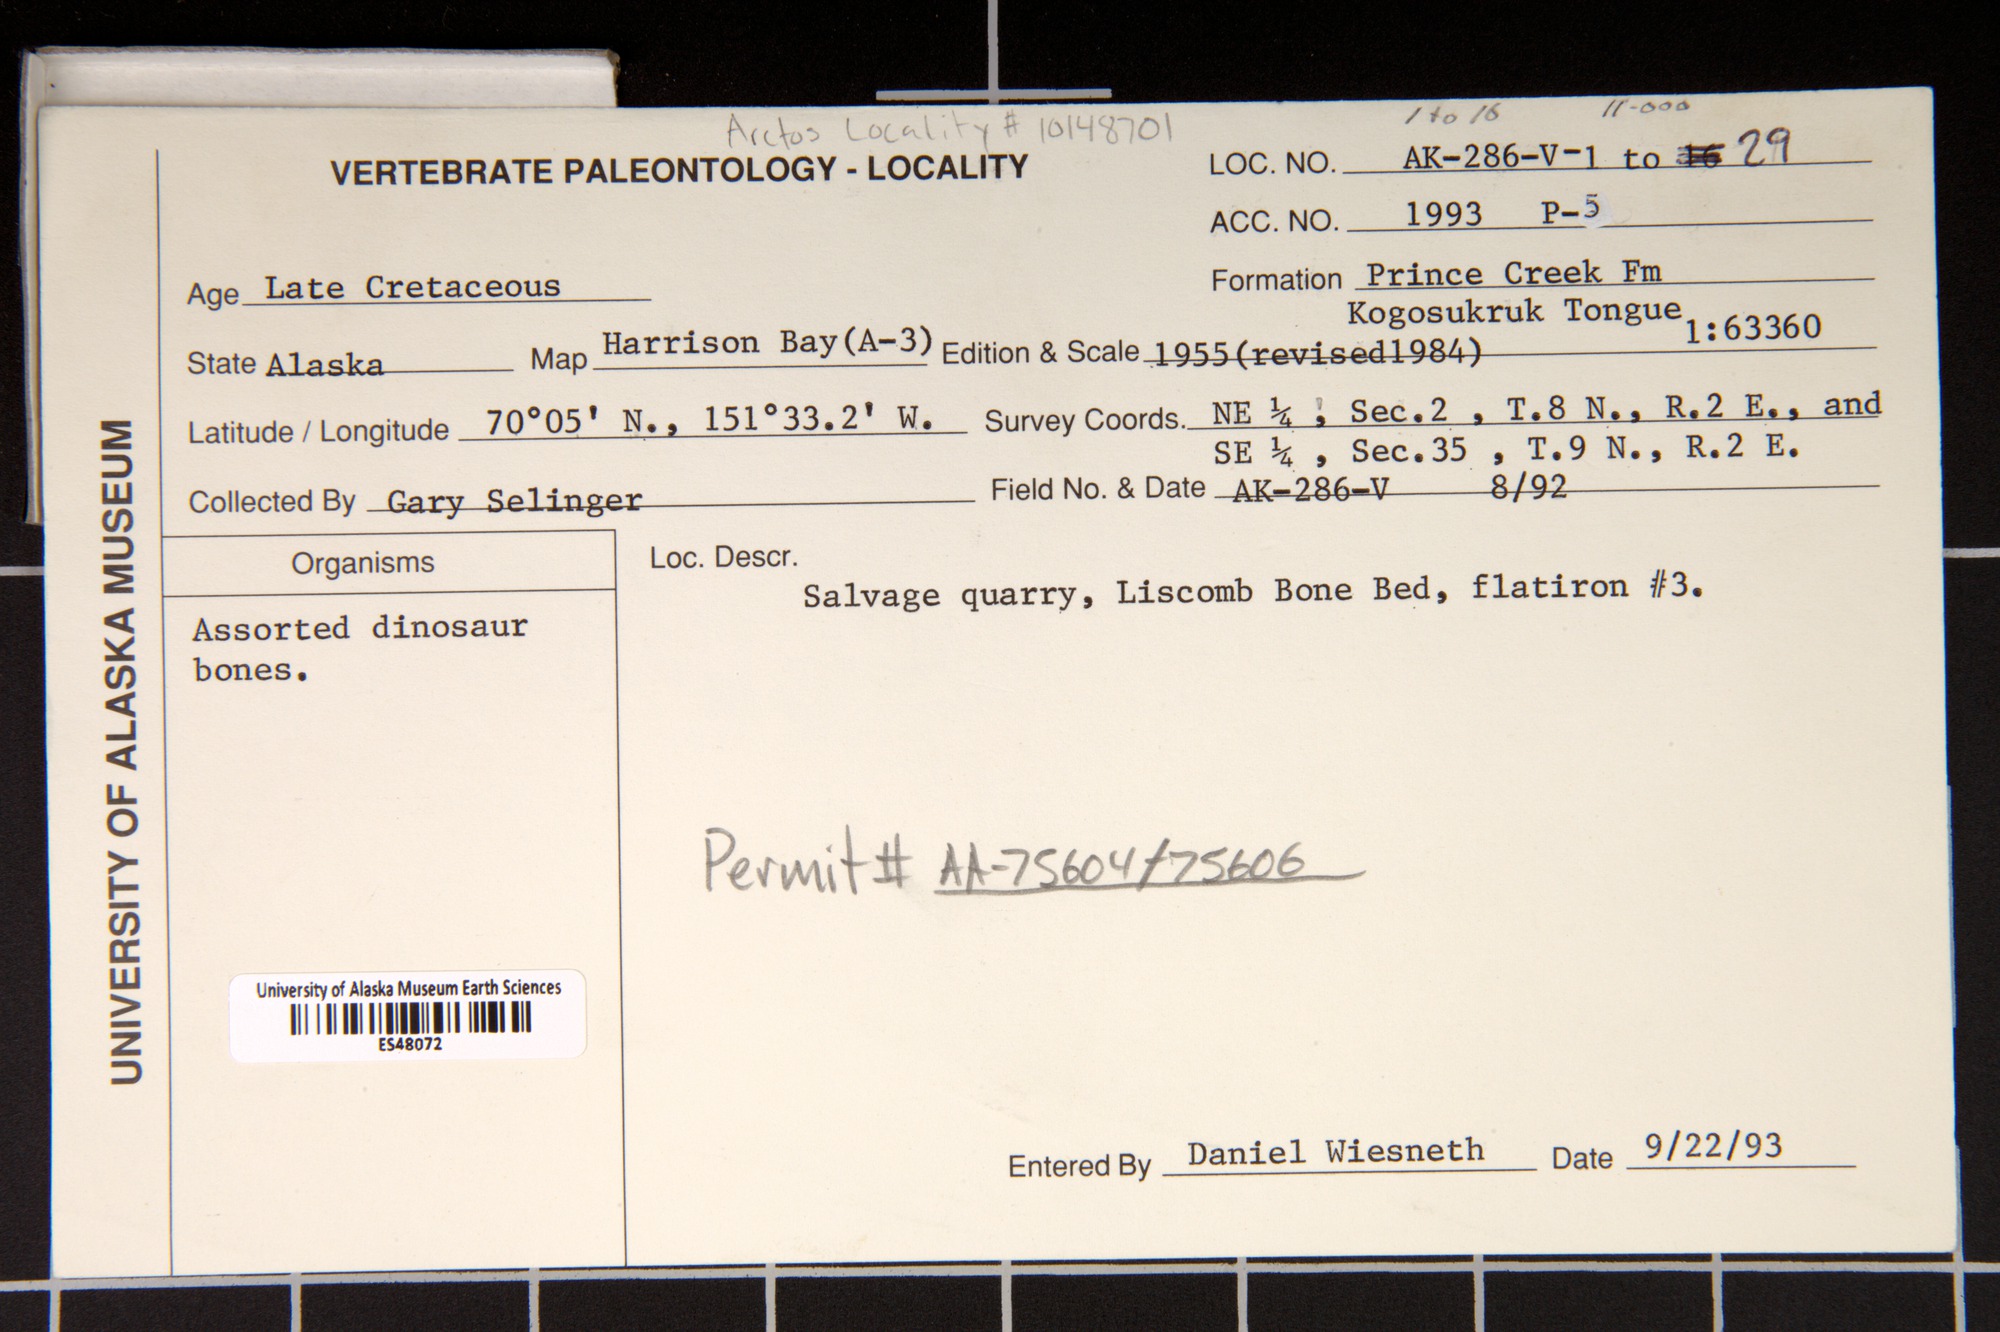 1 to 16 11-000
Arctos Locality # 10148701
VERTEBRATE PALEONTOLOGY - LOCALITY
LOC. NO. AK-286-V-1 to 16 29
ACC. NO. 1993 P-5
Age Late Cretaceous
Formation Prince Creek Fm
Kogosukruk Tongue
State Alaska Map Harrison Bay(A-3) Edition & Scale 1955(revised1984) 1:63360
Latitude / Longitude 70°05' N., 151°33.2' W. Survey Coords. NE ¼ , Sec.2 , T.8 N., R.2 E., and
SE ¼ , Sec.35 , T.9 N., R.2 E.
Collected By Gary Selinger Field No. & Date AK-286-V 8/92
Organisms
Assorted dinosaur
bones.
Loc. Descr.
Salvage quarry, Liscomb Bone Bed, flatiron #3.
Permit# AA-75604/75606
University of Alaska Museum Earth Sciences
ES48072
Entered By Daniel Wiesneth Date 9/22/93
UNIVERSITY OF ALASKA MUSEUM